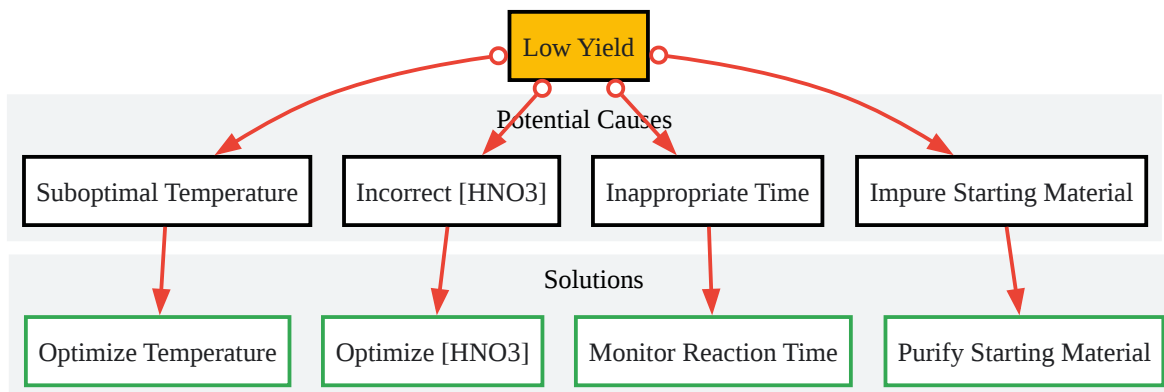 Low Yield
Potential Causes
Suboptimal Temperature
Incorrect [HNO3]
Inappropriate Time
Impure Starting Material
Solutions
Optimize Temperature
Optimize [HNO3]
Monitor Reaction Time
Purify Starting Material